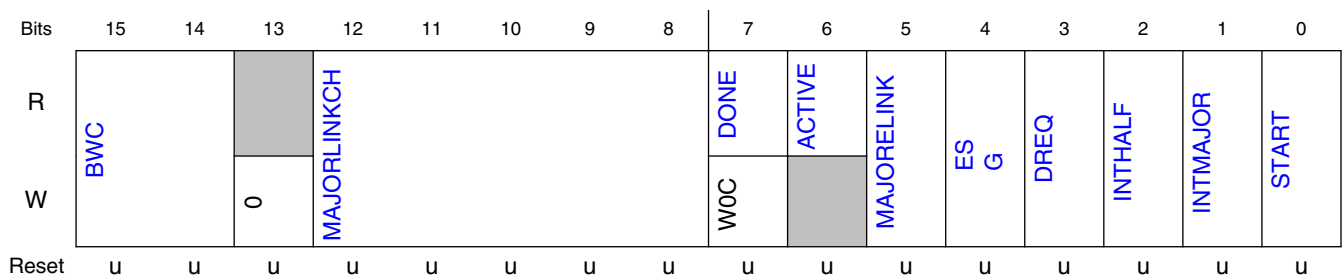 Bits 15 14 13 12 11 10 9 8 7 6 5 4 3 2 1 0
R
W
BWC
0
MAJORLINKCH
DONE
W0C
ACTIVE
MAJORELINK
ES
G
DREQ
INTHALF
INTMAJOR
START
Reset u u u u u u u u u u u u u u u u